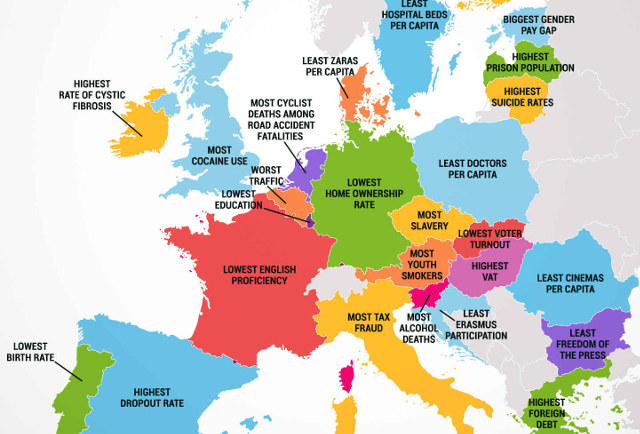 LEAST
HOSPITAL BEDS
PER CAPITA
BIGGEST GENDER
PAY GAP
HIGHEST
PRISON POPULATION
LEAST ZARAS
PER CAPITA
HIGHEST
SUICIDE RATES
HIGHEST
RATE OF CYSTIC
FIBROSIS
MOST CYCLIST
DEATHS AMONG
ROAD ACCIDENT
FATALITIES
MOST
COCAINE USE
WORST
TRAFFIC
LEAST DOCTORS
PER CAPITA
LOWEST
HOME OWNERSHIP
RATE
LOWEST
EDUCATION
MOST
SLAVERY
LOWEST VOTER
TURNOUT
LOWEST ENGLISH
PROFICIENCY
MOST
YOUTH
SMOKERS
HIGHEST
VAT
LEAST CINEMAS
PER CAPITA
MOST TAX
FRAUD
MOST
ALCOHOL
DEATHS
LEAST
ERASMUS
PARTICIPATION
LEAST
FREEDOM OF
THE PRESS
LOWEST
BIRTH RATE
HIGHEST
DROPOUT RATE
HIGHEST
FOREIGN
DEBT